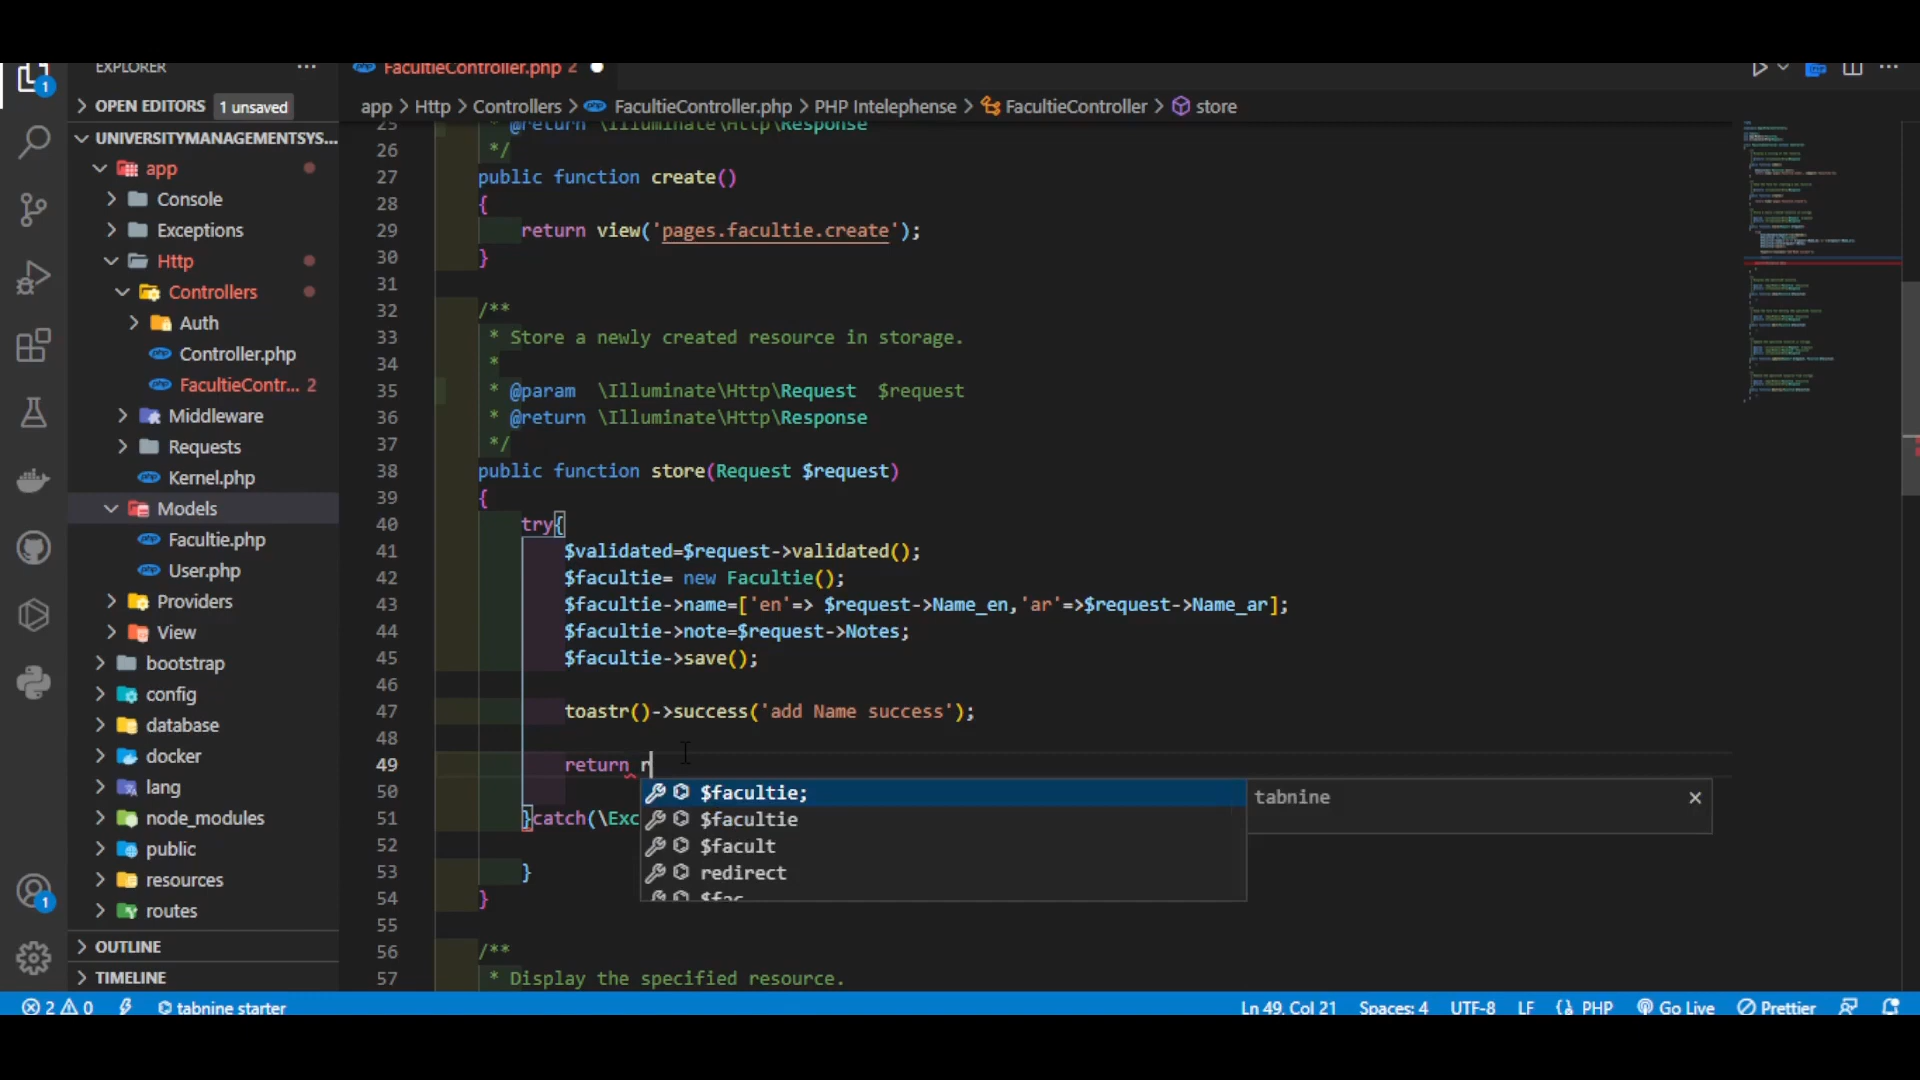 EXPLORER
FacultieController.php 2
OPEN EDITORS 1 unsaved
app > Http > Controllers > FacultieController.php > PHP Intelephense > FacultieController > store
UNIVERSITYMANAGEMENTSYS...
app
Console
Exceptions
Http
Controllers
Auth
Controller.php
FacultieContr... 2
Middleware
Requests
Kernel.php
Models
Facultie.php
User.php
Providers
View
bootstrap
config
database
docker
lang
node_modules
public
resources
routes
OUTLINE
TIMELINE
25 * @return \Illuminate\Http\Response
26 */
27 public function create()
28 {
29 return view('pages.facultie.create');
30 }
31
32 /**
33 * Store a newly created resource in storage.
34 *
35 * @param \Illuminate\Http\Request $request
36 * @return \Illuminate\Http\Response
37 */
38 public function store(Request $request)
39 {
40 try{
41 $validated=$request->validated();
42 $facultie= new Facultie();
43 $facultie->name=['en'=> $request->Name_en,'ar'=>$request->Name_ar];
44 $facultie->note=$request->Notes;
45 $facultie->save();
46
47 toastr()->success('add Name success');
48
49 return r
50
51 }catch(\Exc
52
53 }
54 }
55
56 /**
57 * Display the specified resource.
$facultie;
$facultie
$facult
redirect
$fac
tabnine
1
1
2 0 tabnine starter
Ln 49, Col 21 Spaces: 4 UTF-8 LF {} PHP Go Live Prettier